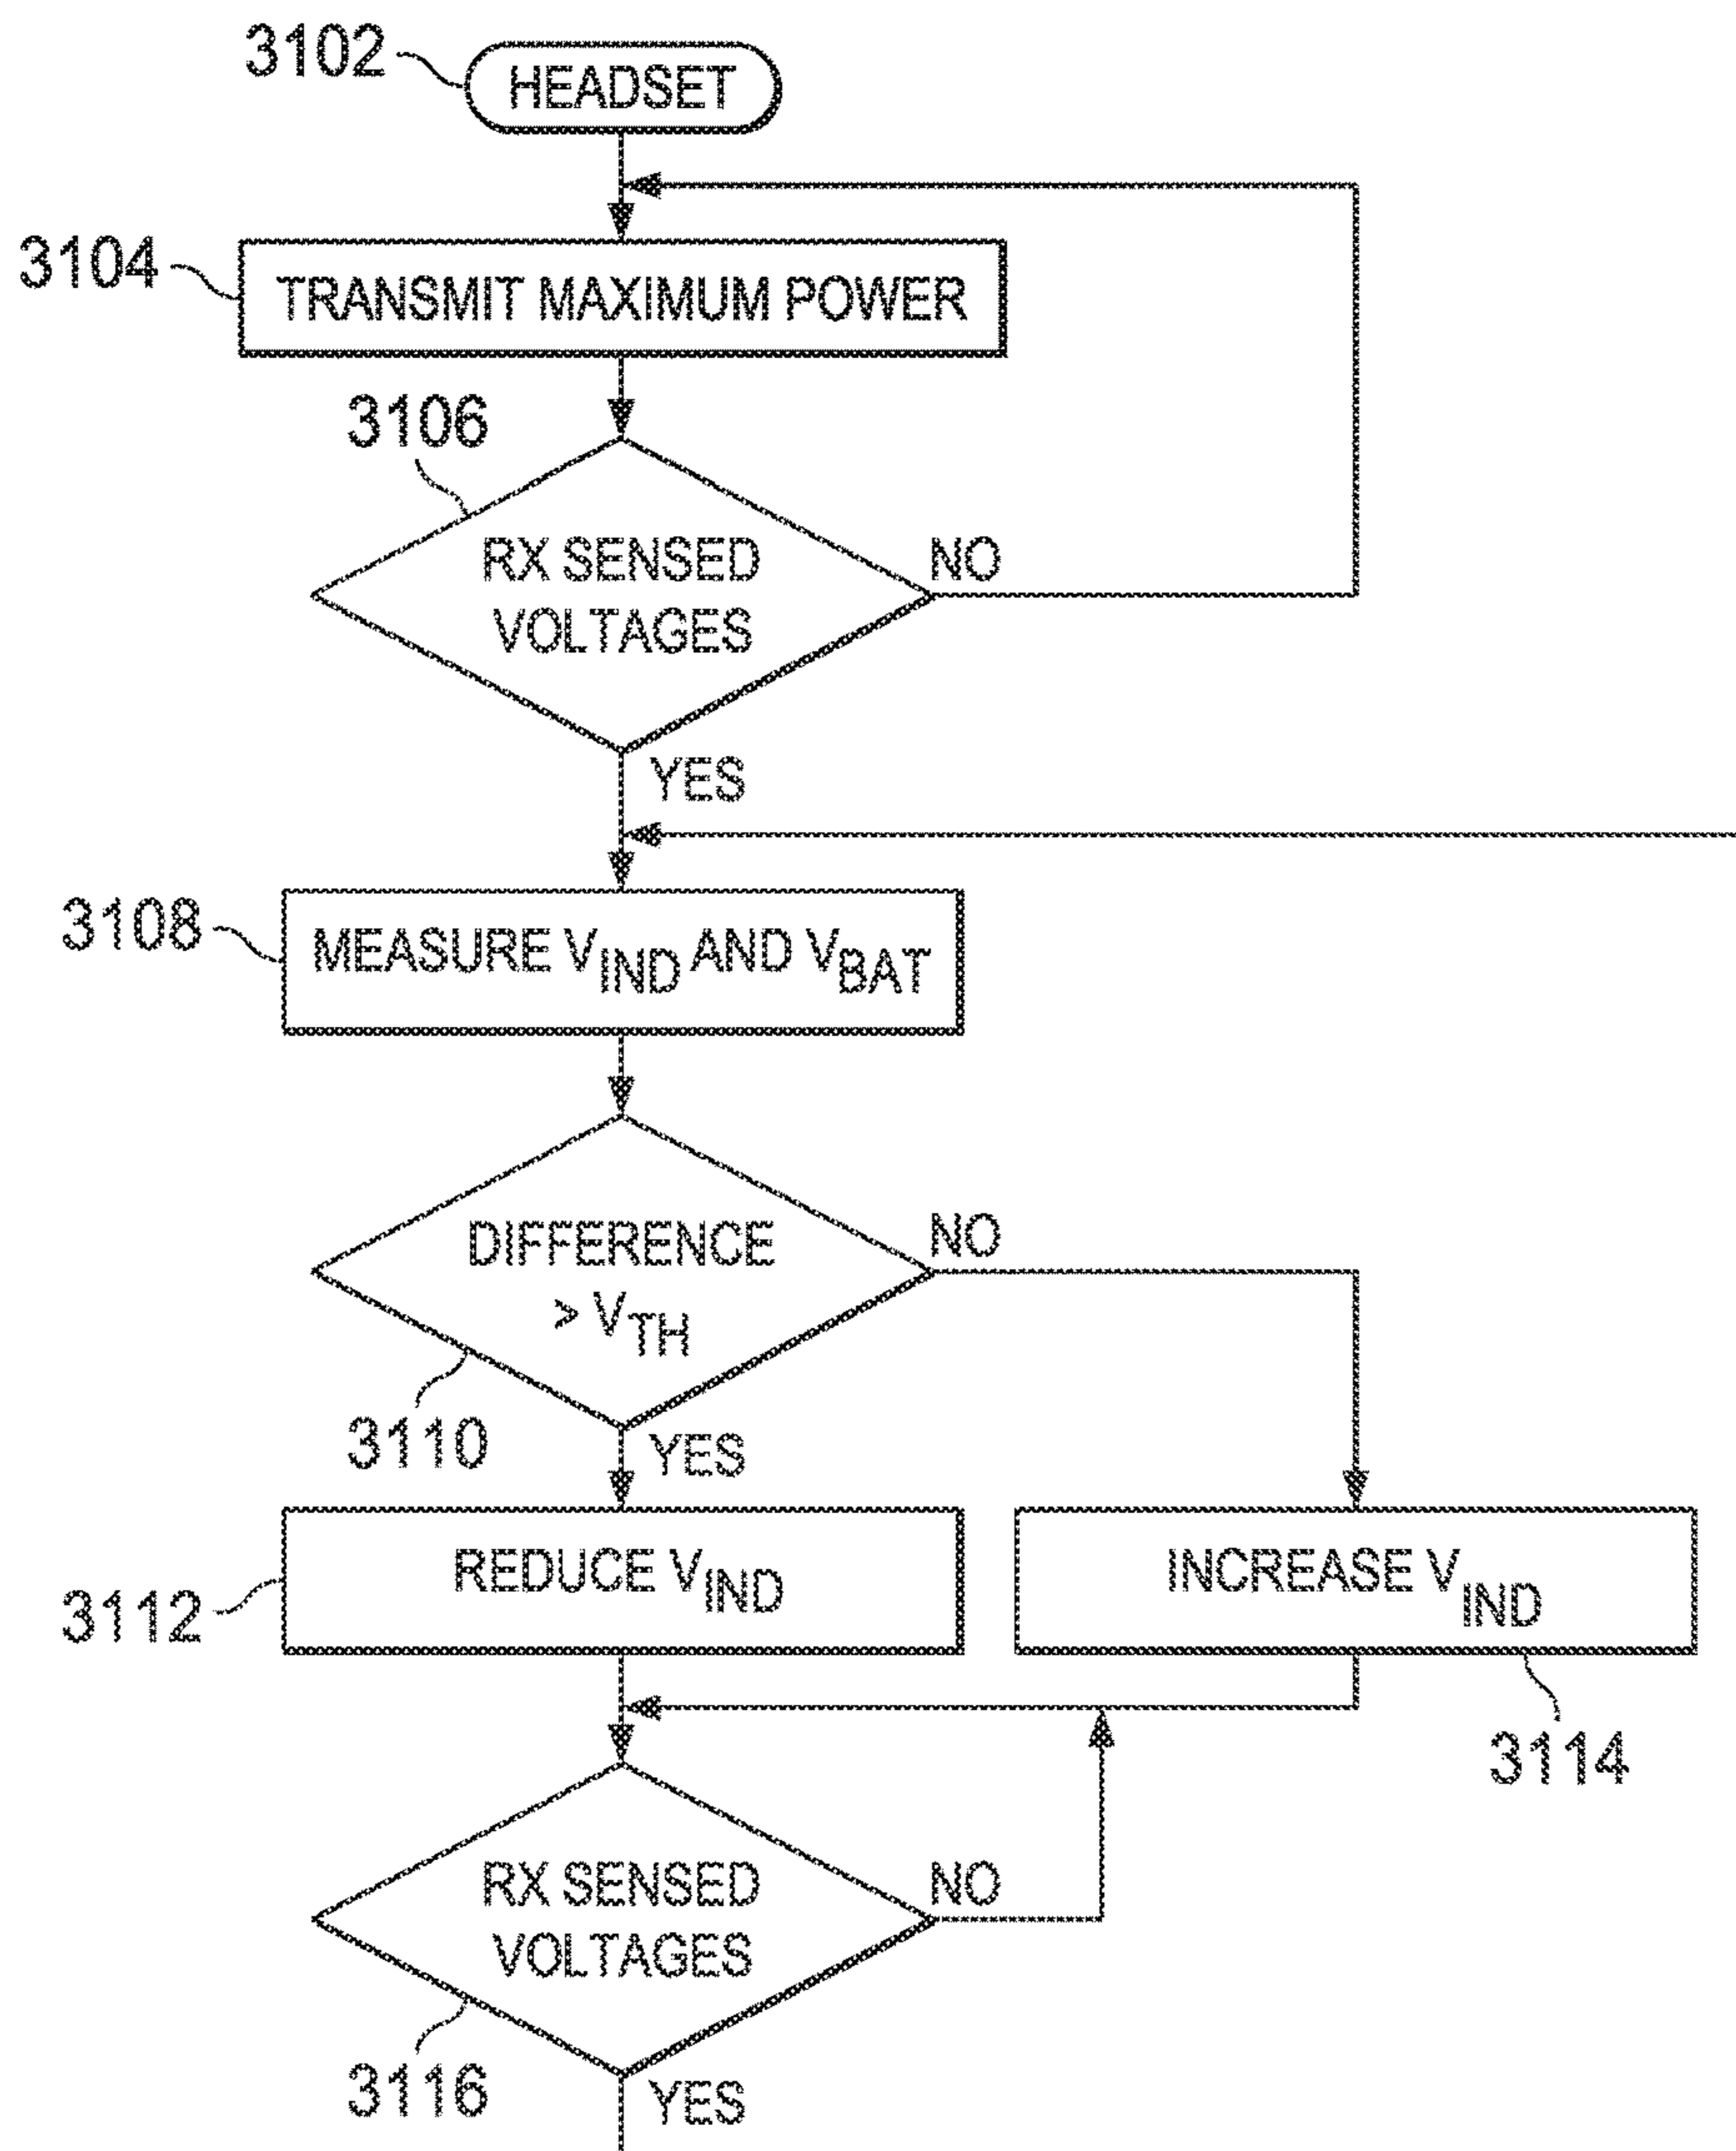 3102
HEADSET
3104
TRANSMIT MAXIMUM POWER
3106
RX SENSED
VOLTAGES
NO
YES
3108
MEASURE VIND AND VBAT
DIFFERENCE
> VTH
NO
3110
YES
3112
REDUCE VIND
INCREASE VIND
3114
RX SENSED
VOLTAGES
NO
3116
YES